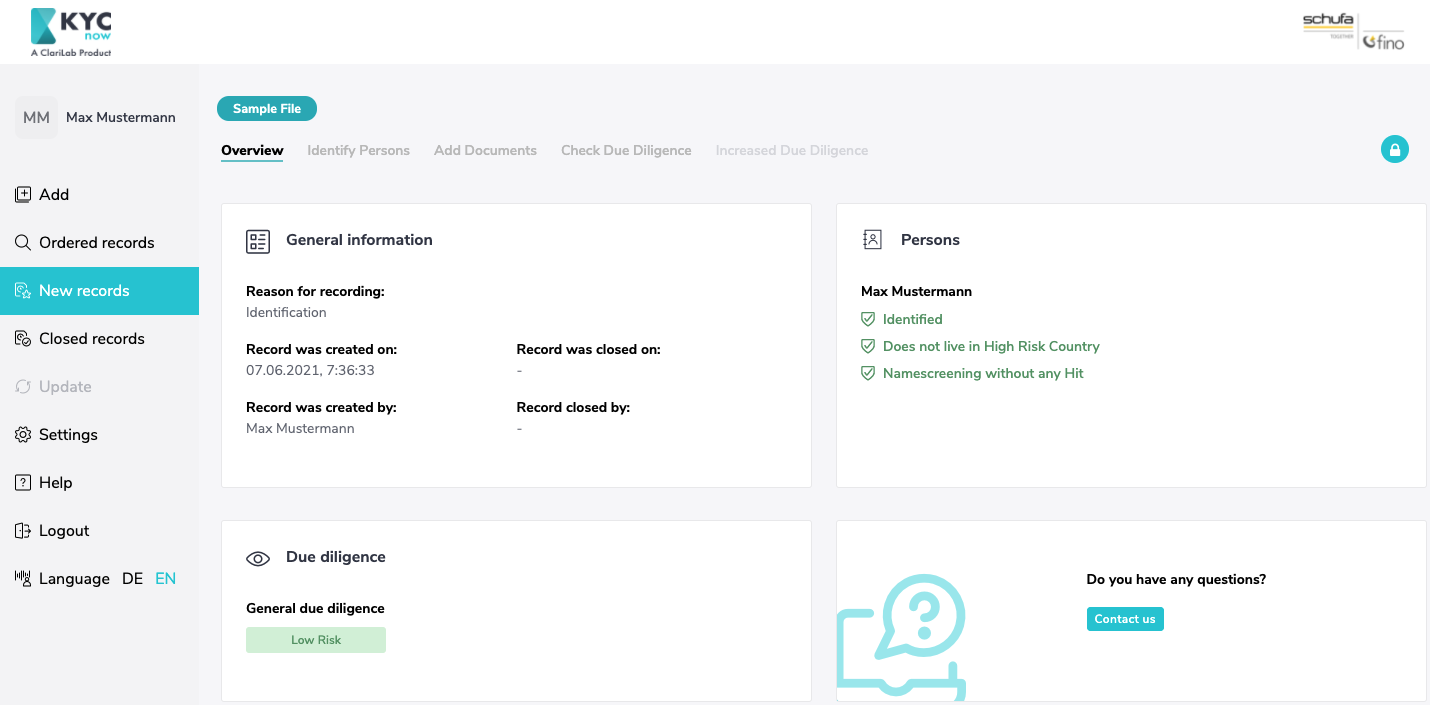 KYC
now
A ClariLab Product
schufa
TOGETHER
fino
MM Max Mustermann
Add
Ordered records
New records
Closed records
Update
Settings
Help
Logout
Language DE EN
Sample File
Overview Identify Persons Add Documents Check Due Diligence Increased Due Diligence
General information
Reason for recording:
Identification
Record was created on: Record was closed on:
07.06.2021, 7:36:33 -
Record was created by: Record closed by:
Max Mustermann -
Persons
Max Mustermann
Identified
Does not live in High Risk Country
Namescreening without any Hit
Due diligence
General due diligence
Low Risk
Do you have any questions?
Contact us